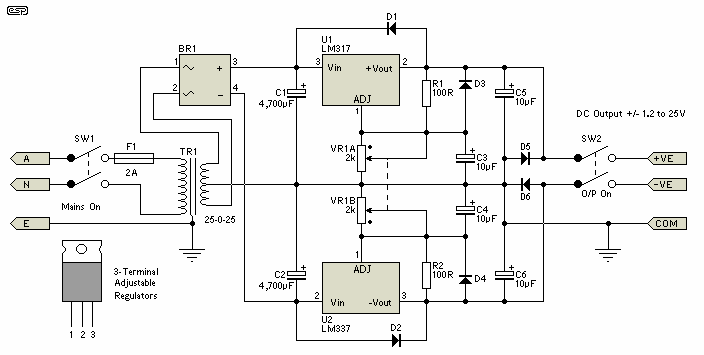 esp
D1
BR1
1
2
3
4
+
–
U1
LM317
3
Vin
+Vout
2
ADJ
1
C1
4,700µF
+
R1
100R
D3
C5
10µF
+
DC Output +/- 1.2 to 25V
SW1
F1
2A
TR1
VR1A
2k
C3
10µF
+
D5
SW2
A
N
E
Mains On
25-0-25
VR1B
2k
C4
10µF
+
D6
O/P On
+VE
-VE
COM
3-Terminal
Adjustable
Regulators
1 2 3
C2
4,700µF
+
1
ADJ
2
Vin
-Vout
3
U2
LM337
R2
100R
D4
C6
10µF
+
D2